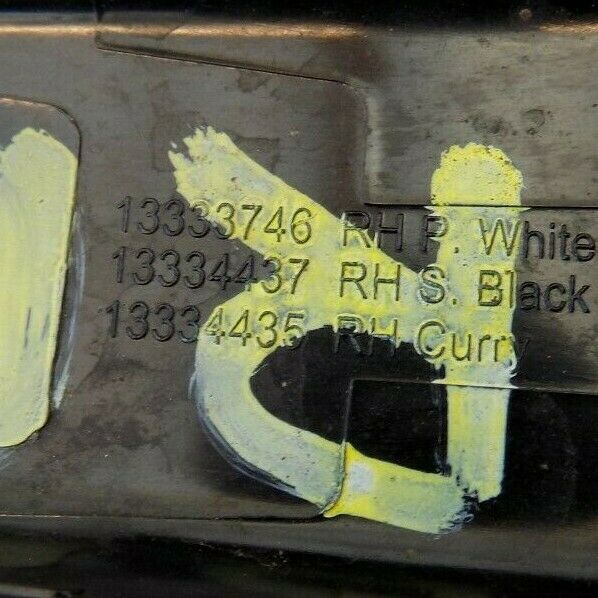 13333746 RH P. White
13334437 RH S. Black
13334435 RH Curry
R